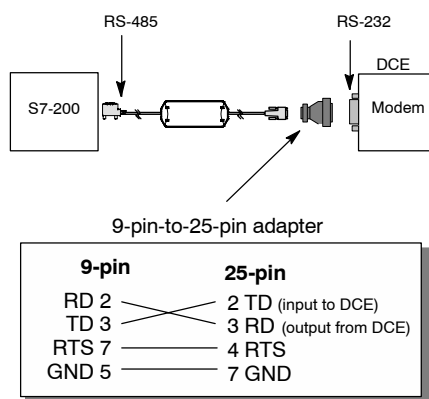 RS-485
RS-232
DCE
S7-200
Modem
9-pin-to-25-pin adapter
9-pin 25-pin
RD 2 2 TD (input to DCE)
TD 3 3 RD (output from DCE)
RTS 7 4 RTS
GND 5 7 GND